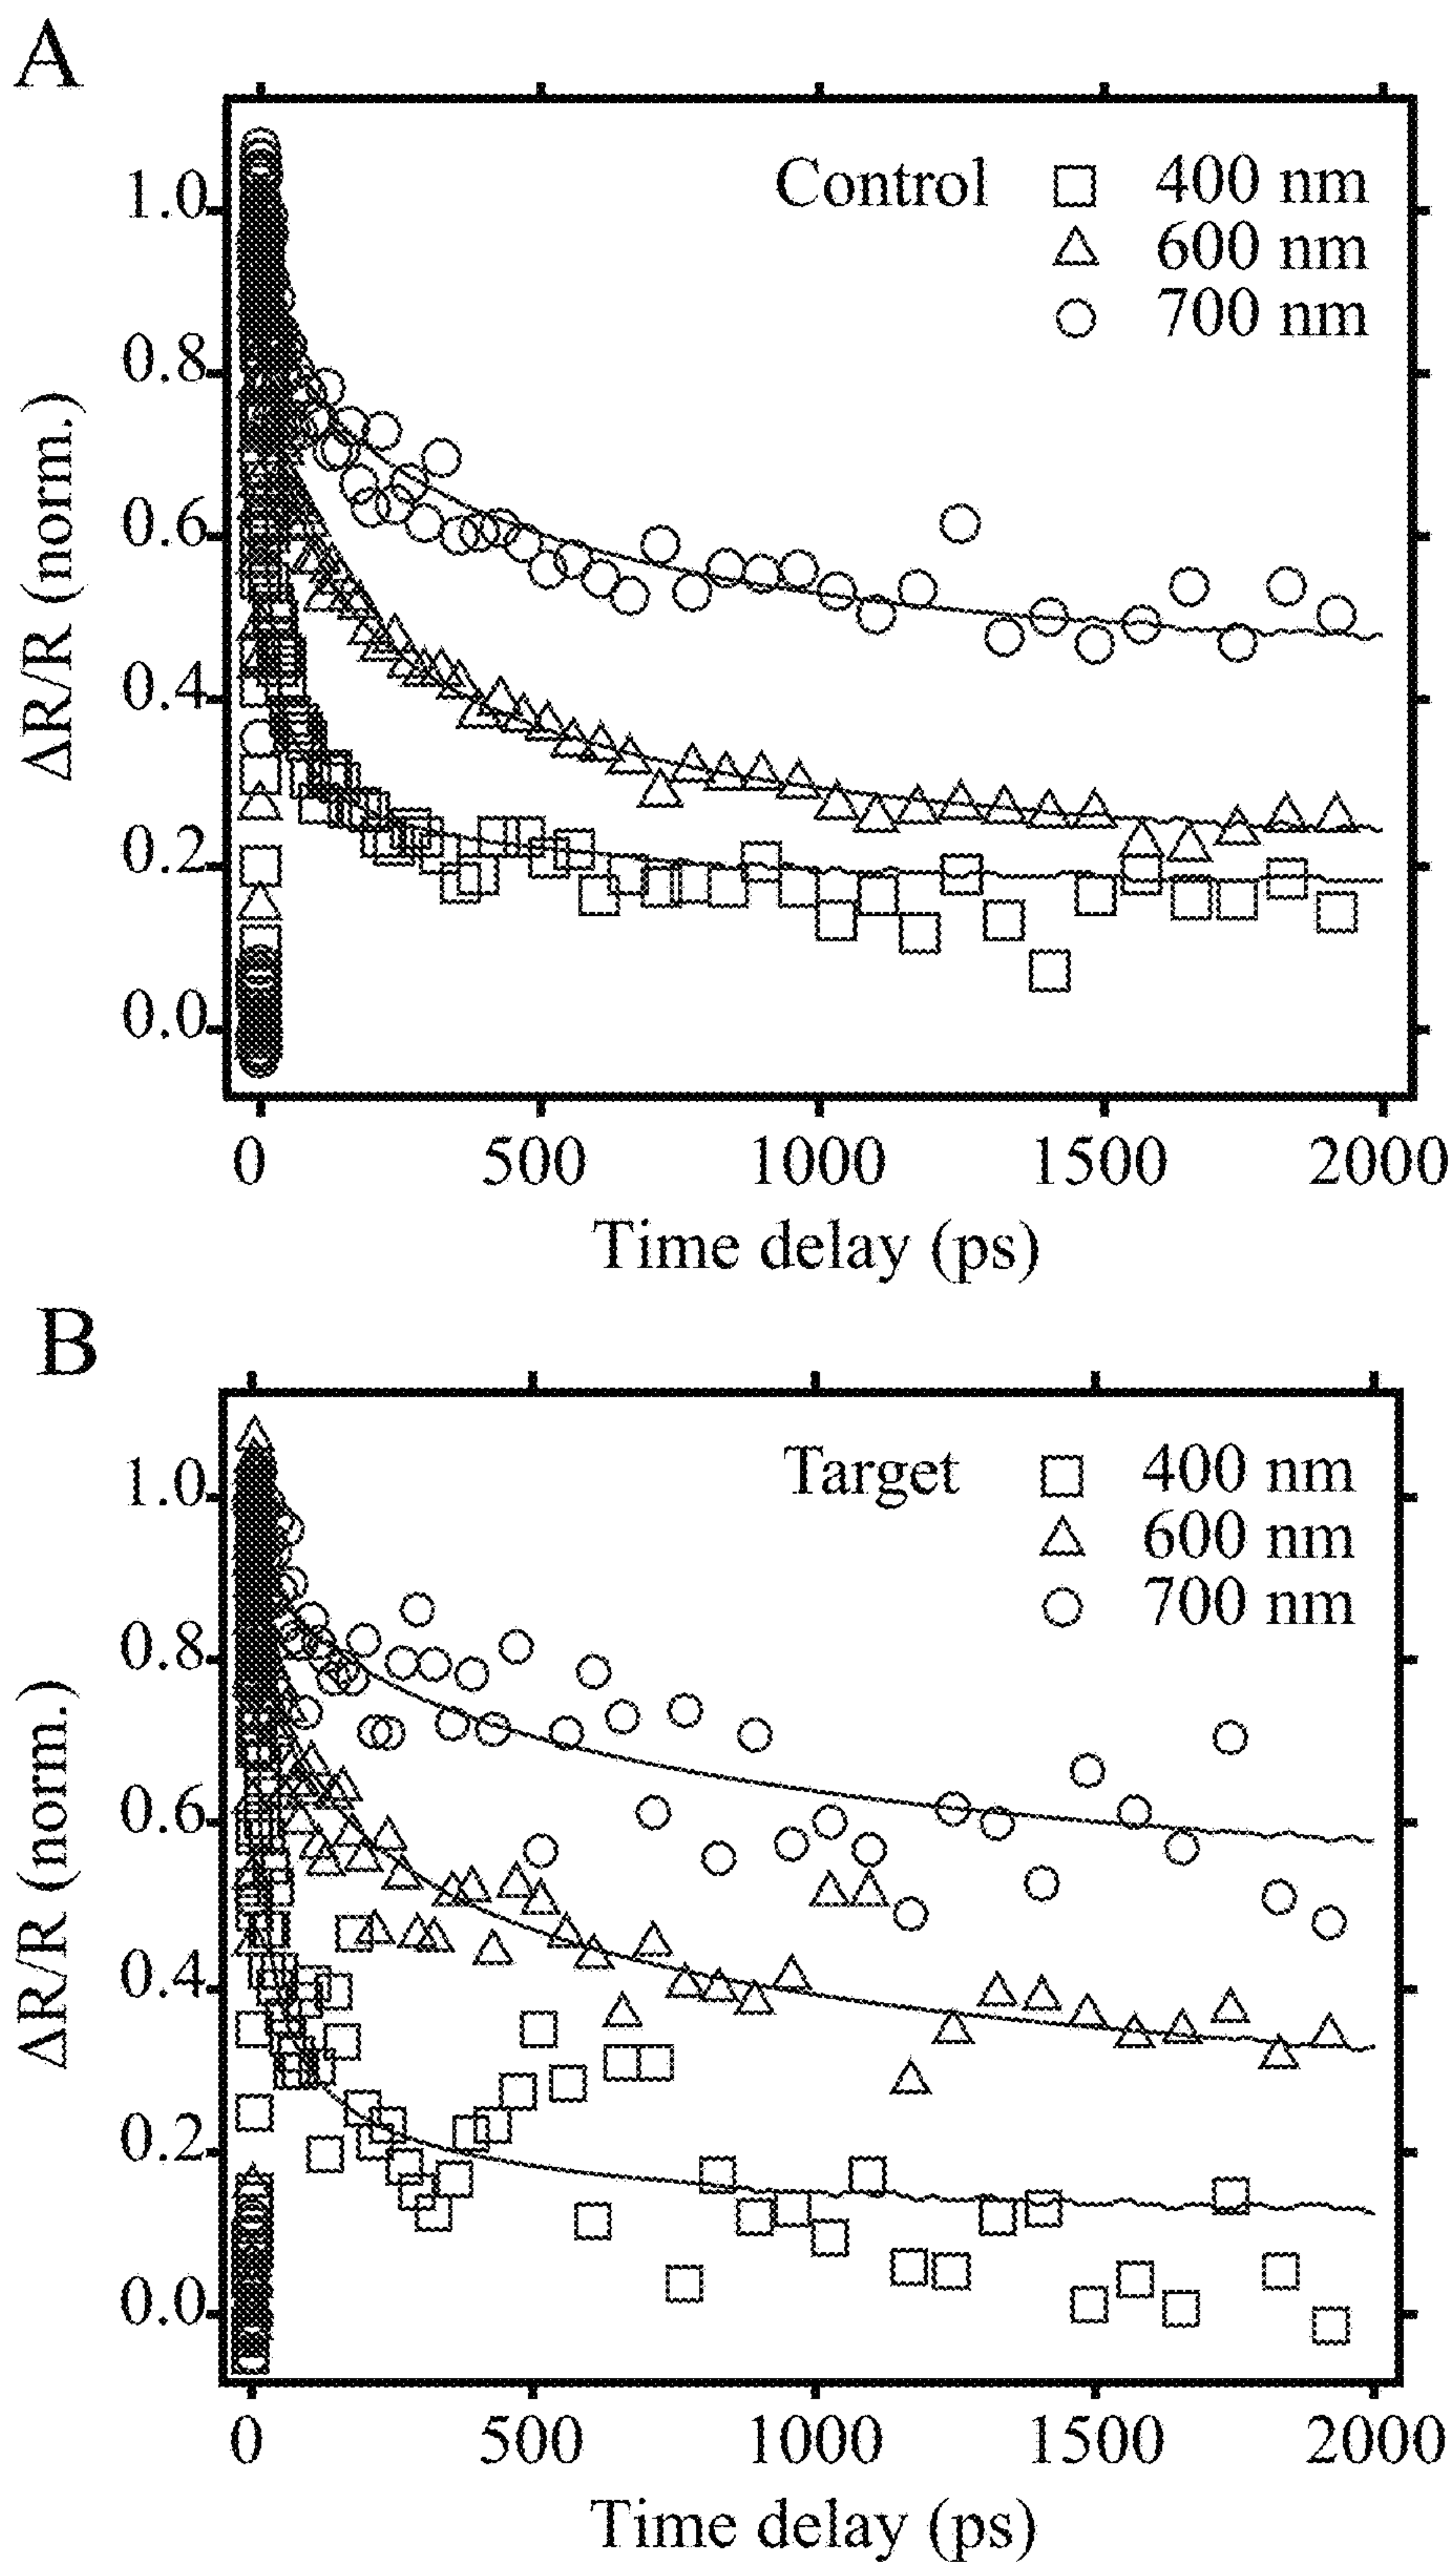 A
Control 400 nm
600 nm
700 nm
1.0
0.8
0.6
0.4
0.2
0.0
ΔR/R (norm.)
0 500 1000 1500 2000
Time delay (ps)
B
Target 400 nm
600 nm
700 nm
1.0
0.8
0.6
0.4
0.2
0.0
ΔR/R (norm.)
0 500 1000 1500 2000
Time delay (ps)